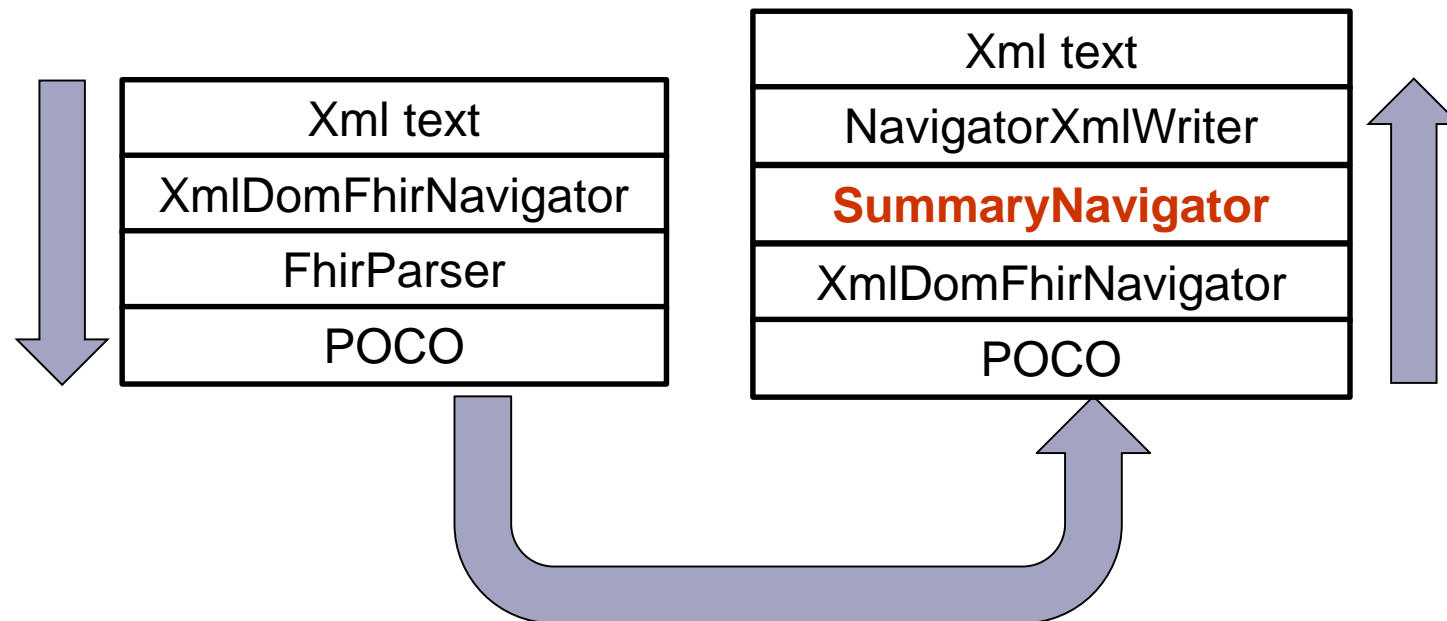 Xml text
XmlDomFhirNavigator
FhirParser
POCO
Xml text
NavigatorXmlWriter
SummaryNavigator
XmlDomFhirNavigator
POCO